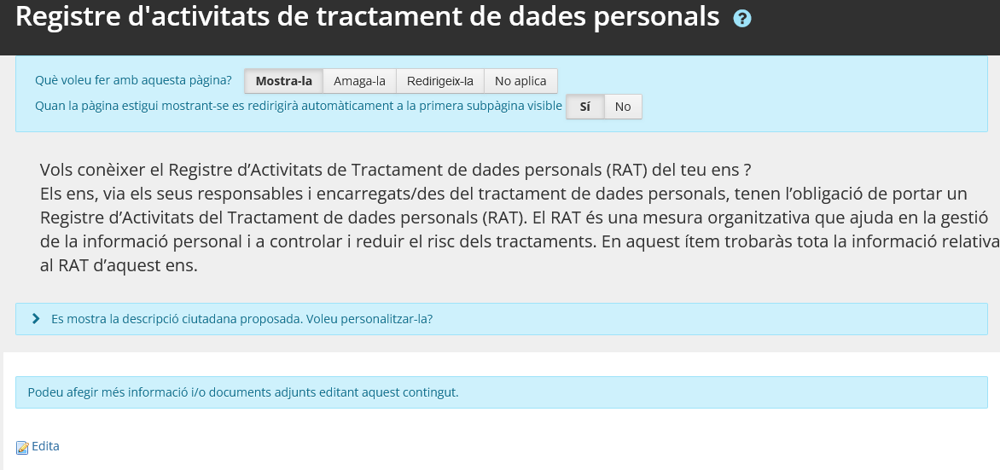 Registre d'activitats de tractament de dades personals ?
Què voleu fer amb aquesta pàgina? Mostra-la Amaga-la Redirigeix-la No aplica
Quan la pàgina estigui mostrant-se es redirigirà automàticament a la primera subpàgina visible Sí No
Vols conèixer el Registre d’Activitats de Tractament de dades personals (RAT) del teu ens ?
Els ens, via els seus responsables i encarregats/des del tractament de dades personals, tenen l’obligació de portar un
Registre d’Activitats del Tractament de dades personals (RAT). El RAT és una mesura organitzativa que ajuda en la gestió
de la informació personal i a controlar i reduir el risc dels tractaments. En aquest ítem trobaràs tota la informació relativa
al RAT d’aquest ens.
Es mostra la descripció ciutadana proposada. Voleu personalitzar-la?
Podeu afegir més informació i/o documents adjunts editant aquest contingut.
Edita